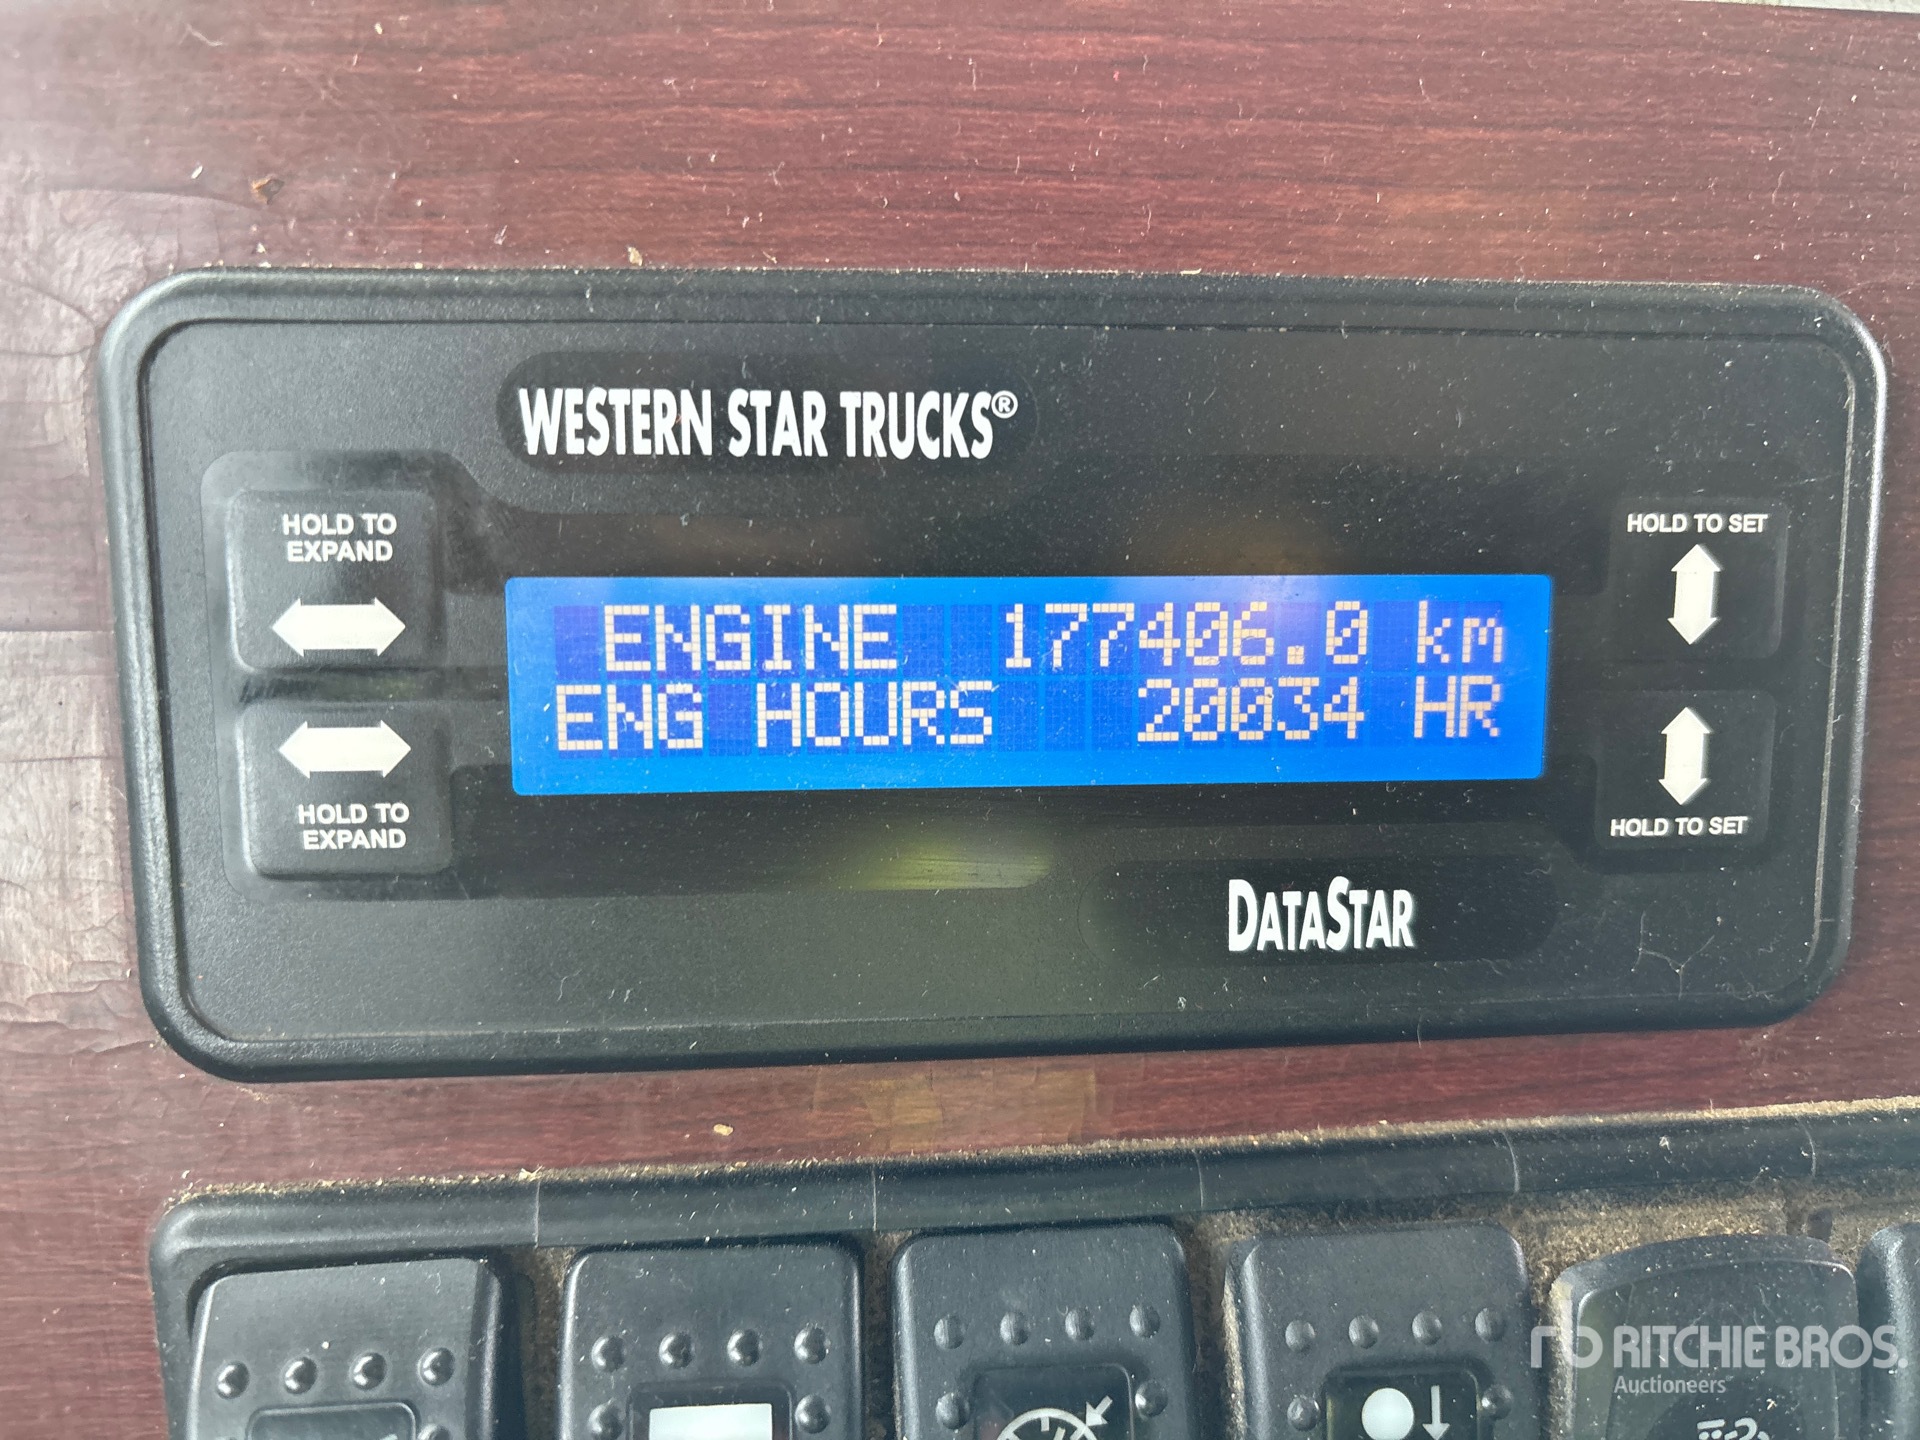 WESTERN STAR TRUCKS®
HOLD TO
EXPAND
HOLD TO SET
ENGINE 177406.0 km
ENG HOURS 20034 HR
HOLD TO
EXPAND
HOLD TO SET
DATASTAR
RITCHIE BROS.
Auctioneers